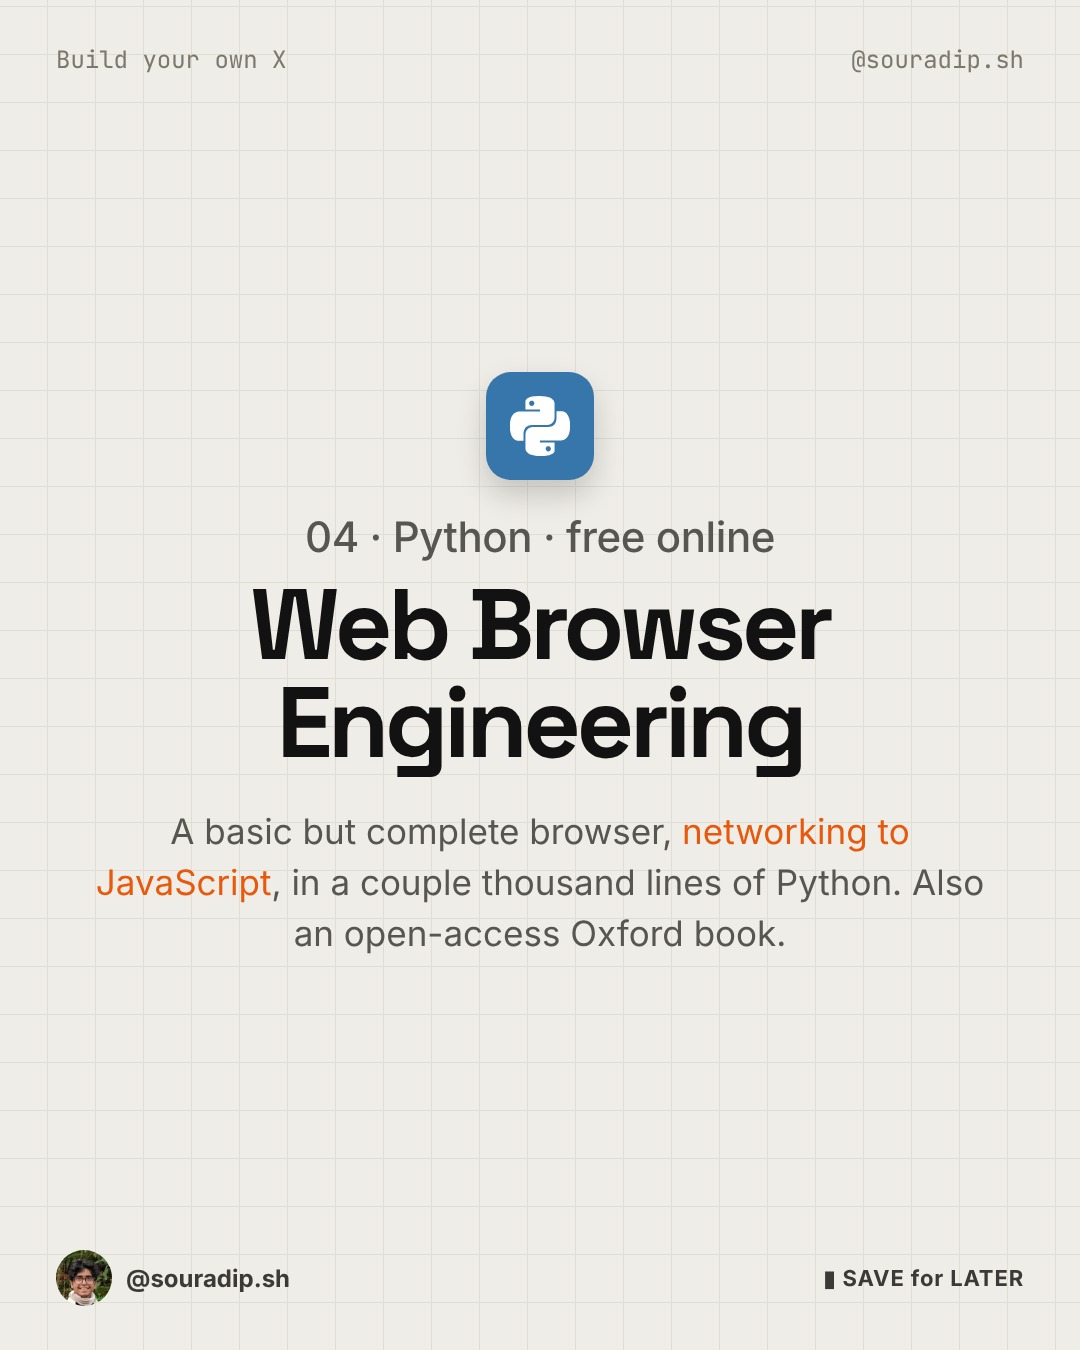 Build your own X
@souradip.sh
04 · Python · free online
Web Browser
Engineering
A basic but complete browser, networking to
JavaScript, in a couple thousand lines of Python. Also
an open-access Oxford book.
@souradip.sh
▮ SAVE for LATER